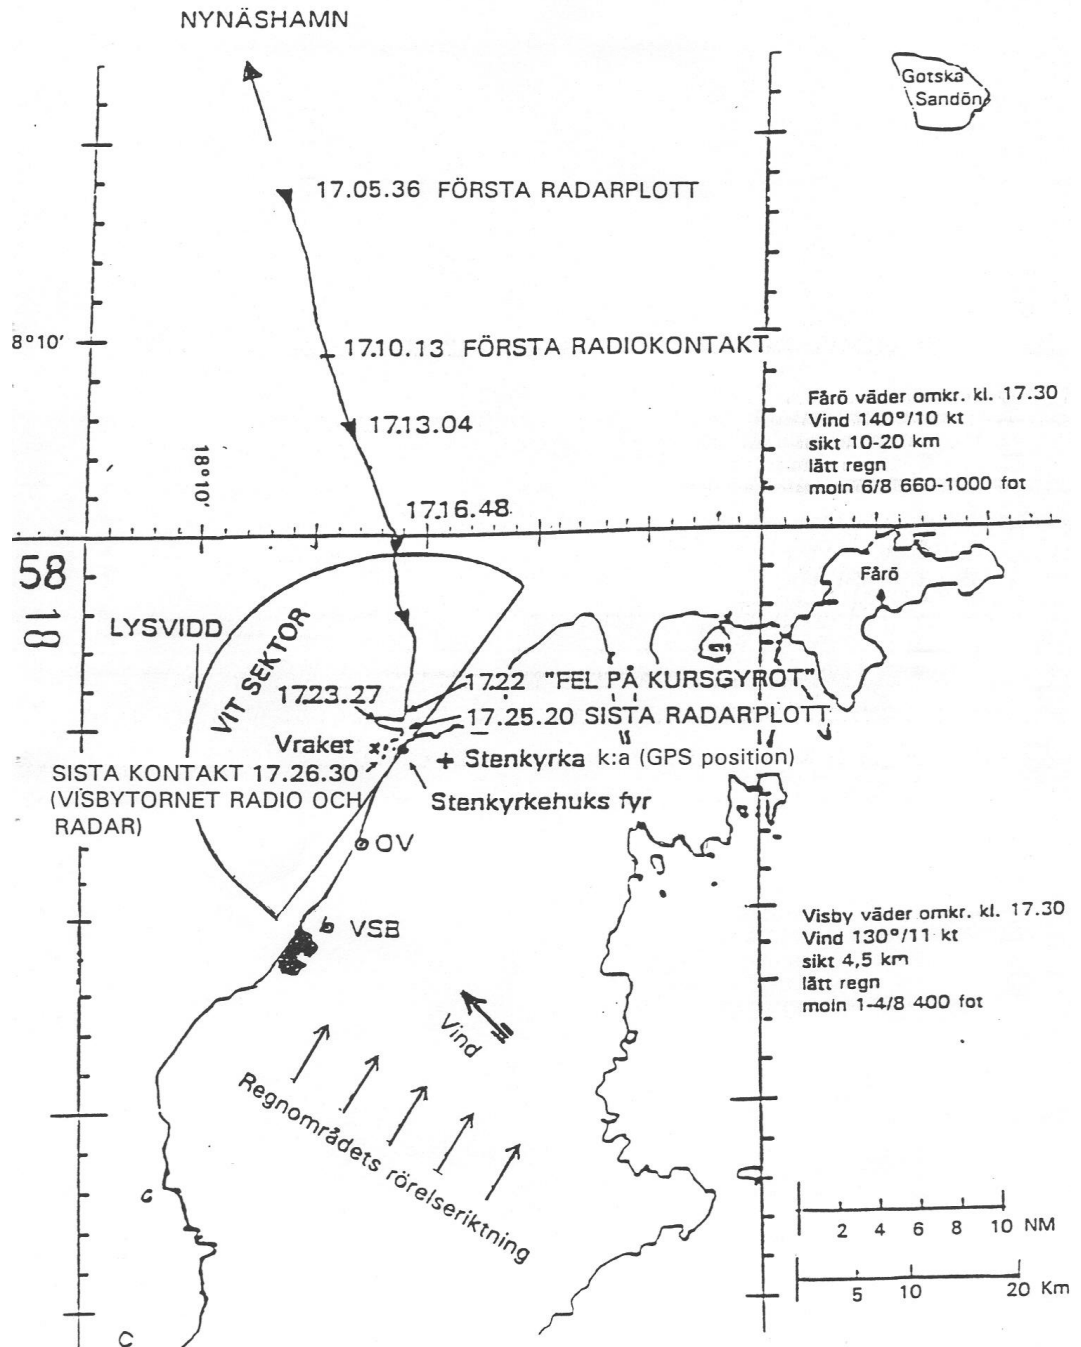 NYNÄSHAMN
Gotska
Sandön
17.05.36 FÖRSTA RADARPLOTT
8°10'
17.10.13 FÖRSTA RADIOKONTAKT
Fårö väder omkr. kl. 17.30
Vind 140°/10 kt
sikt 10-20 km
lätt regn
moln 6/8 660-1000 fot
17.13.04
18°10'
17.16.48
58
18
Fårö
LYSVIDD
VIT SEKTOR
17.22 "FEL PÅ KURSGYROT"
17.23.27
17.25.20 SISTA RADARPLOTT
Vraket
Stenkyrka k:a (GPS position)
SISTA KONTAKT 17.26.30
(VISBYTORNET RADIO OCH
RADAR)
Stenkyrkehuks fyr
OV
VSB
Visby väder omkr. kl. 17.30
Vind 130°/11 kt
sikt 4,5 km
lätt regn
moln 1-4/8 400 fot
Vind
Regnområdets rörelseriktning
2 4 6 8 10 NM
5 10 20 Km